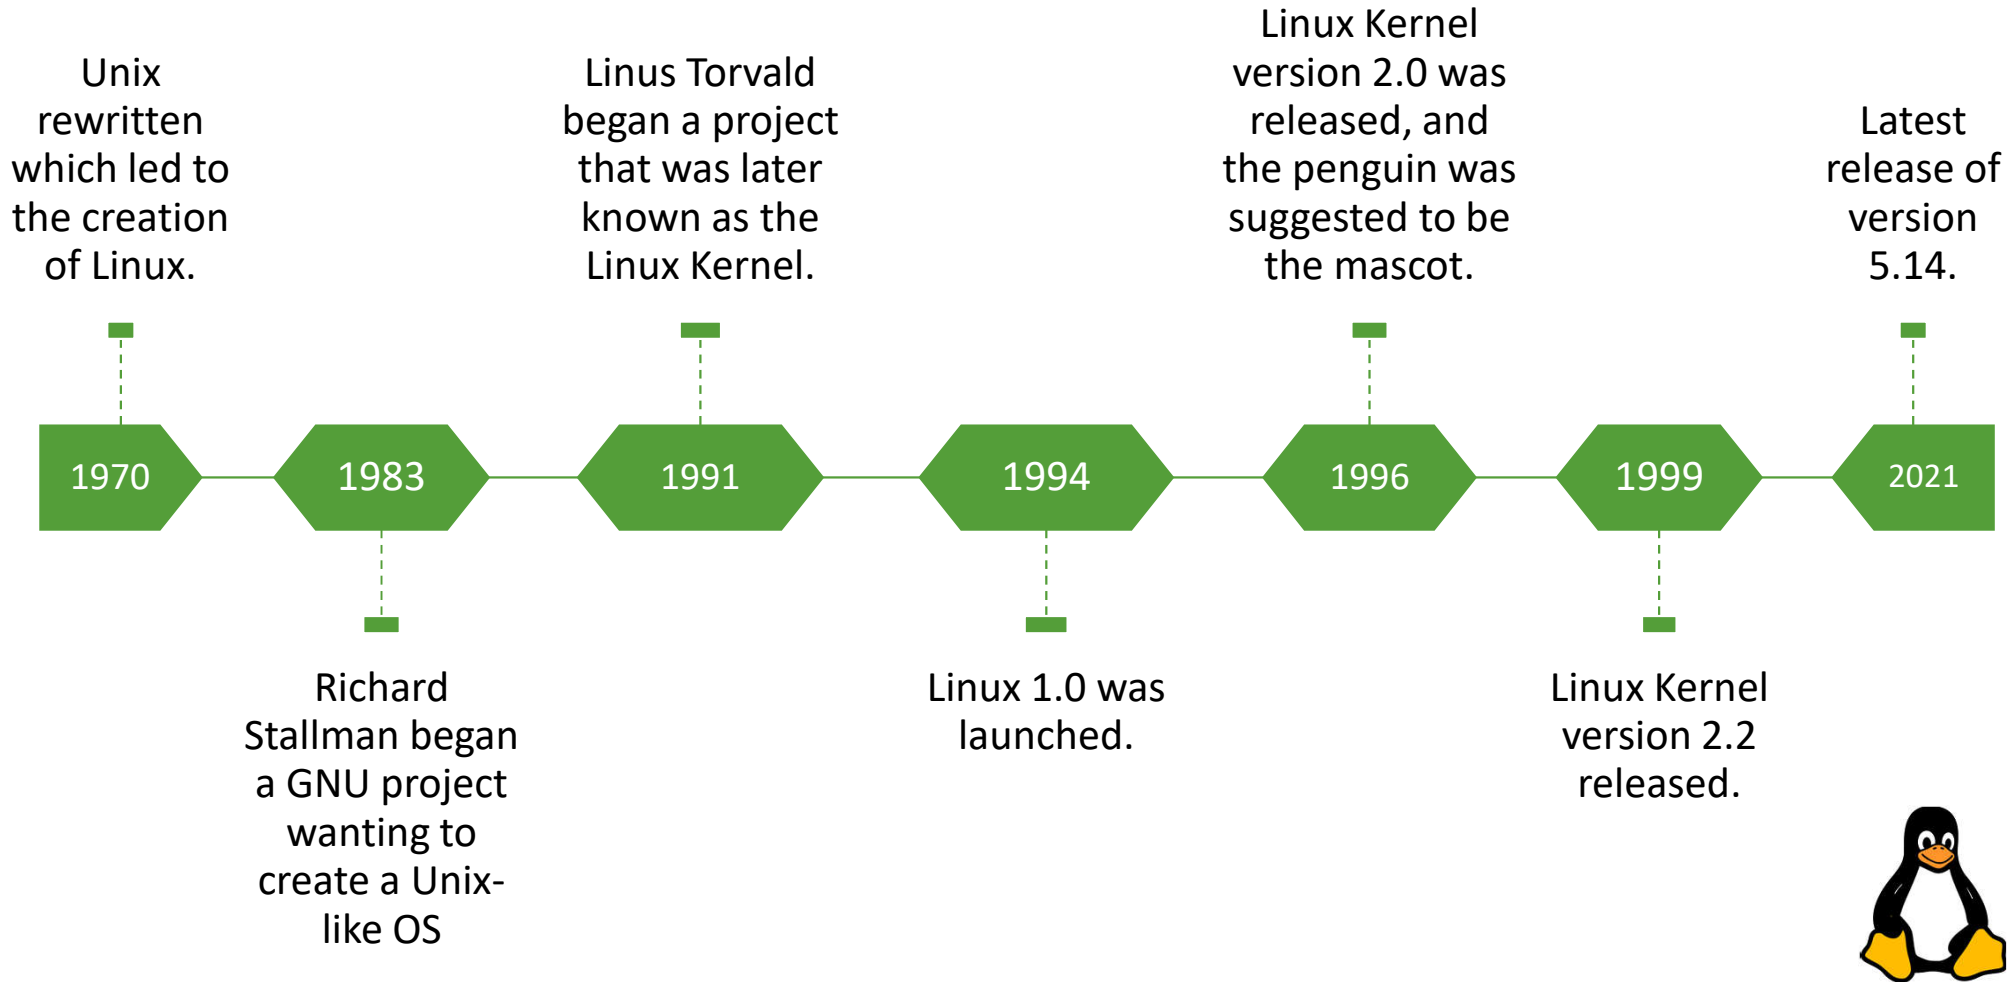 Unix
rewritten
which led to
the creation
of Linux.
Linus Torvald
began a project
that was later
known as the
Linux Kernel.
Linux Kernel
version 2.0 was
released, and
the penguin was
suggested to be
the mascot.
Latest
release of
version
5.14.
1970
1983
1991
1994
1996
1999
2021
Richard
Stallman began
a GNU project
wanting to
create a Unix-
like OS
Linux 1.0 was
launched.
Linux Kernel
version 2.2
released.